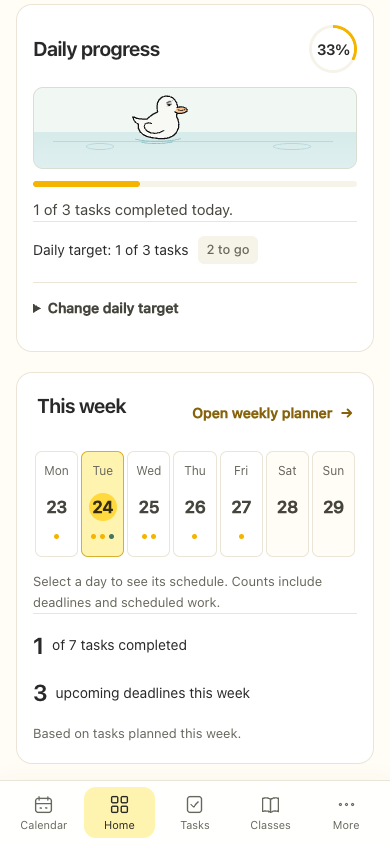 Daily progress
33%
1 of 3 tasks completed today.
Daily target: 1 of 3 tasks
2 to go
Change daily target
This week
Open weekly planner →
Mon Tue Wed Thu Fri Sat Sun
23 24 25 26 27 28 29
Select a day to see its schedule. Counts include
deadlines and scheduled work.
1 of 7 tasks completed
3 upcoming deadlines this week
Based on tasks planned this week.
Calendar Home Tasks Classes More